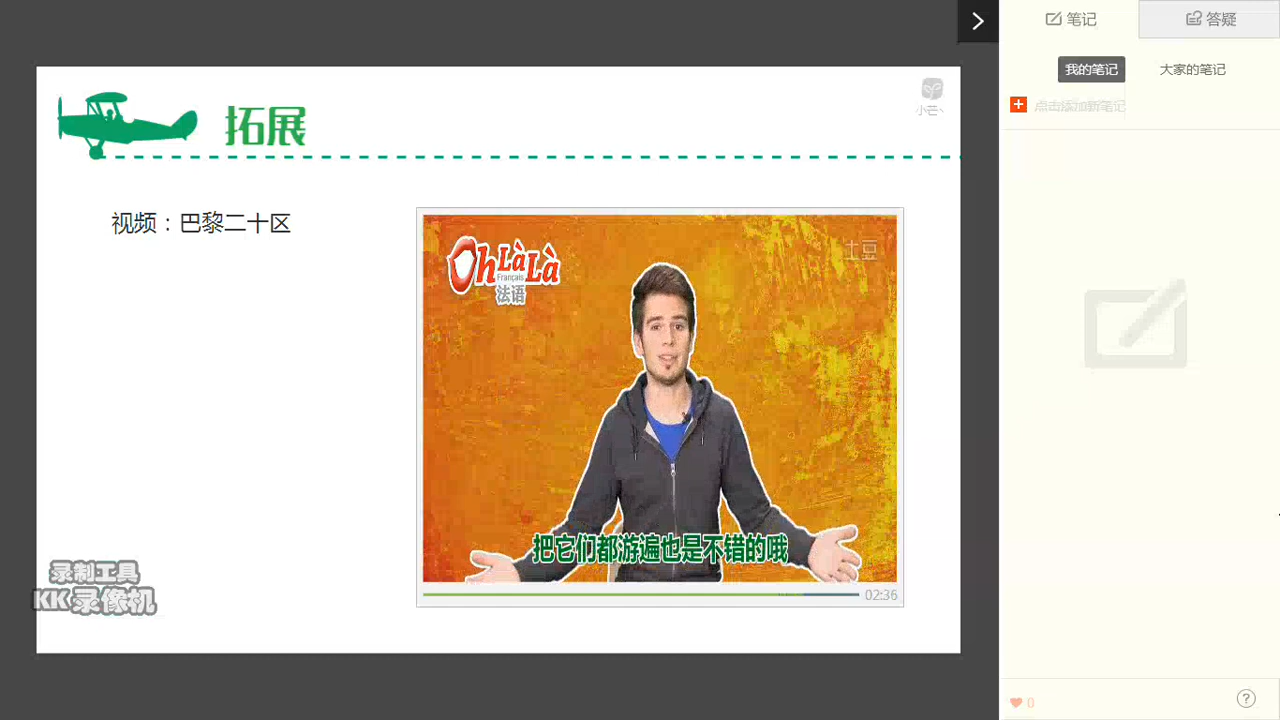 笔记
答疑
我的笔记
大家的笔记
点击添加新笔记
拓展
视频：巴黎二十区
Oh Là Là
Français
法语
土豆
把它们都游遍也是不错的哦
02:36
录制工具
KK录像机
0
?